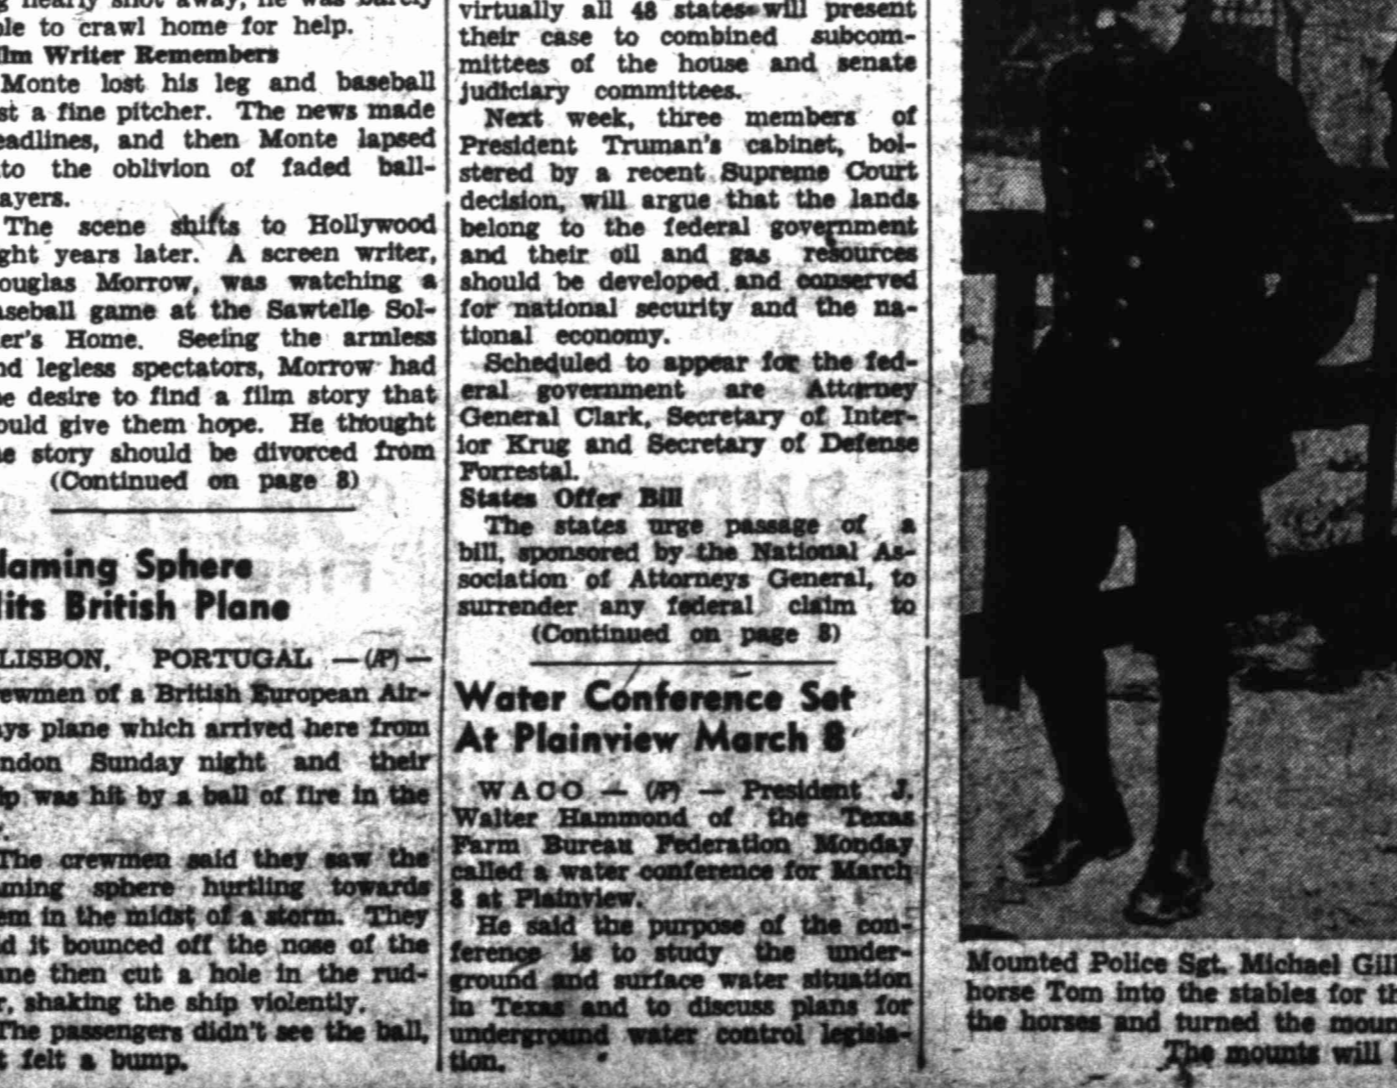 nearly shot away, he was barely
ble to crawl home for help.
ilm Writer Remembers
Monte lost his leg and baseball
st a fine pitcher. The news made
eadlines, and then Monte lapsed
to the oblivion of faded ball-
ayers.
The scene shifts to Hollywood
ght years later. A screen writer,
ouglas Morrow, was watching a
aseball game at the Sawtelle Sol-
er's Home. Seeing the armless
nd legless spectators, Morrow had
e desire to find a film story that
ould give them hope. He thought
e story should be divorced from
(Continued on page 8)
laming Sphere
its British Plane
LISBON, PORTUGAL —(AP)—
ewmen of a British European Air-
ys plane which arrived here from
ndon Sunday night and their
ip was hit by a ball of fire in the
The crewmen said they saw the
ming sphere hurtling towards
em in the midst of a storm. They
id it bounced off the nose of the
ne then cut a hole in the rud-
r, shaking the ship violently.
The passengers didn't see the ball,
t felt a bump.
virtually all 48 states will present
their case to combined subcom-
mittees of the house and senate
judiciary committees.
Next week, three members of
President Truman's cabinet, bol-
stered by a recent Supreme Court
decision, will argue that the lands
belong to the federal government
and their oil and gas resources
should be developed and conserved
for national security and the na-
tional economy.
Scheduled to appear for the fed-
eral government are Attorney
General Clark, Secretary of Inter-
ior Krug and Secretary of Defense
Forrestal.
States Offer Bill
The states urge passage of a
bill, sponsored by the National As-
sociation of Attorneys General, to
surrender any federal claim to
(Continued on page 8)
Water Conference Set
At Plainview March 8
WACO — (AP) — President J.
Walter Hammond of the Texas
Farm Bureau Federation Monday
called a water conference for March
8 at Plainview.
He said the purpose of the con-
ference is to study the under-
ground and surface water situation
in Texas and to discuss plans for
underground water control legisla-
tion.
Mounted Police Sgt. Michael Gill
horse Tom into the stables for th
the horses and turned the moun
The mounts will